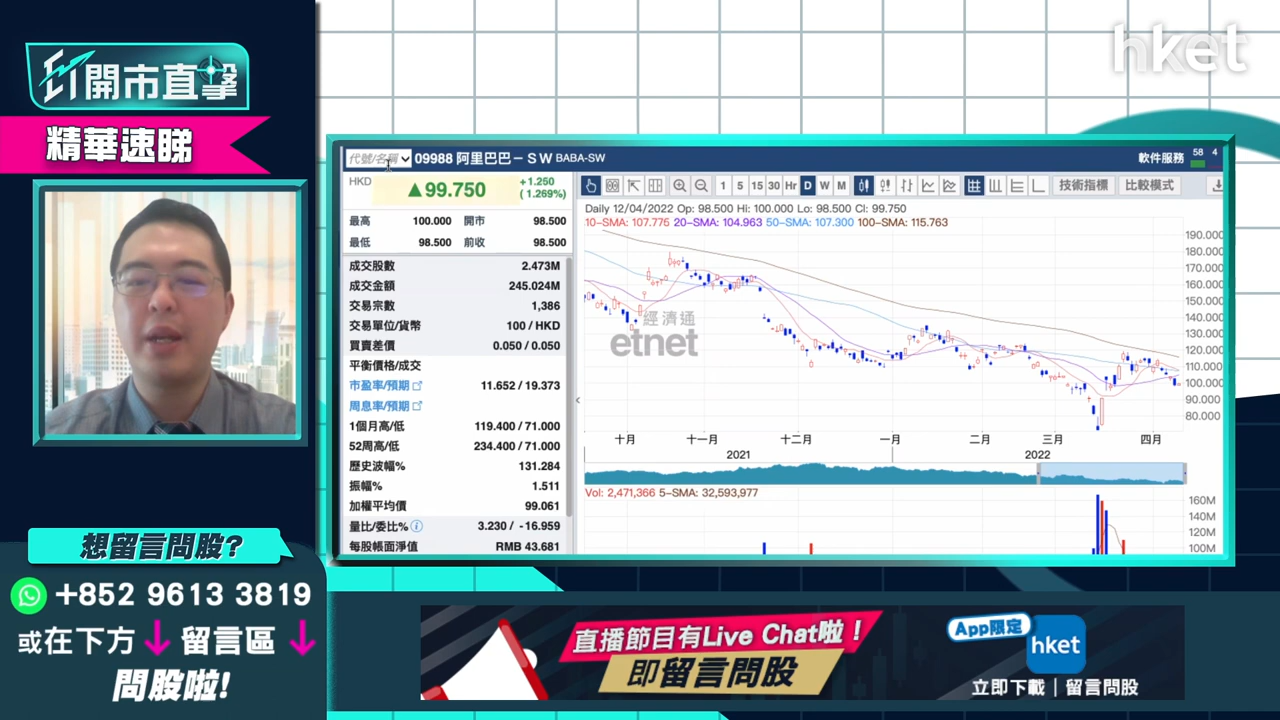 hket
開市直擊
精華速睇
代號/名稱
09988 阿里巴巴－ＳＷ BABA-SW
軟件服務
58 4
HKD
▲99.750
+1.250
( 1.269%)
最高 100.000 開市 98.500
最低 98.500 前收 98.500
成交股數 2.473M
成交金額 245.024M
交易宗數 1,386
交易單位/貨幣 100 / HKD
買賣差價 0.050 / 0.050
平衡價格/成交
市盈率/預期 11.652 / 19.373
周息率/預期
1個月高/低 119.400 / 71.000
52周高/低 234.400 / 71.000
歷史波幅% 131.284
振幅% 1.511
加權平均價 99.061
量比/委比% 3.230 / -16.959
每股帳面淨值 RMB 43.681
1 5 15 30 Hr D W M
技術指標 比較模式
Daily 12/04/2022 Op: 98.500 Hi: 100.000 Lo: 98.500 Cl: 99.750
10-SMA: 107.775 20-SMA: 104.963 50-SMA: 107.300 100-SMA: 115.763
190.000
180.000
170.000
160.000
150.000
140.000
130.000
120.000
110.000
100.000
90.000
80.000
經濟通
etnet
十月 十一月 十二月 一月 二月 三月 四月
2021 2022
Vol: 2,471,366 5-SMA: 32,593,977
160M
140M
120M
100M
想留言問股?
+852 9613 3819
或在下方↓留言區↓
問股啦!
直播節目有Live Chat啦！
即留言問股
App限定
hket
立即下載｜留言問股